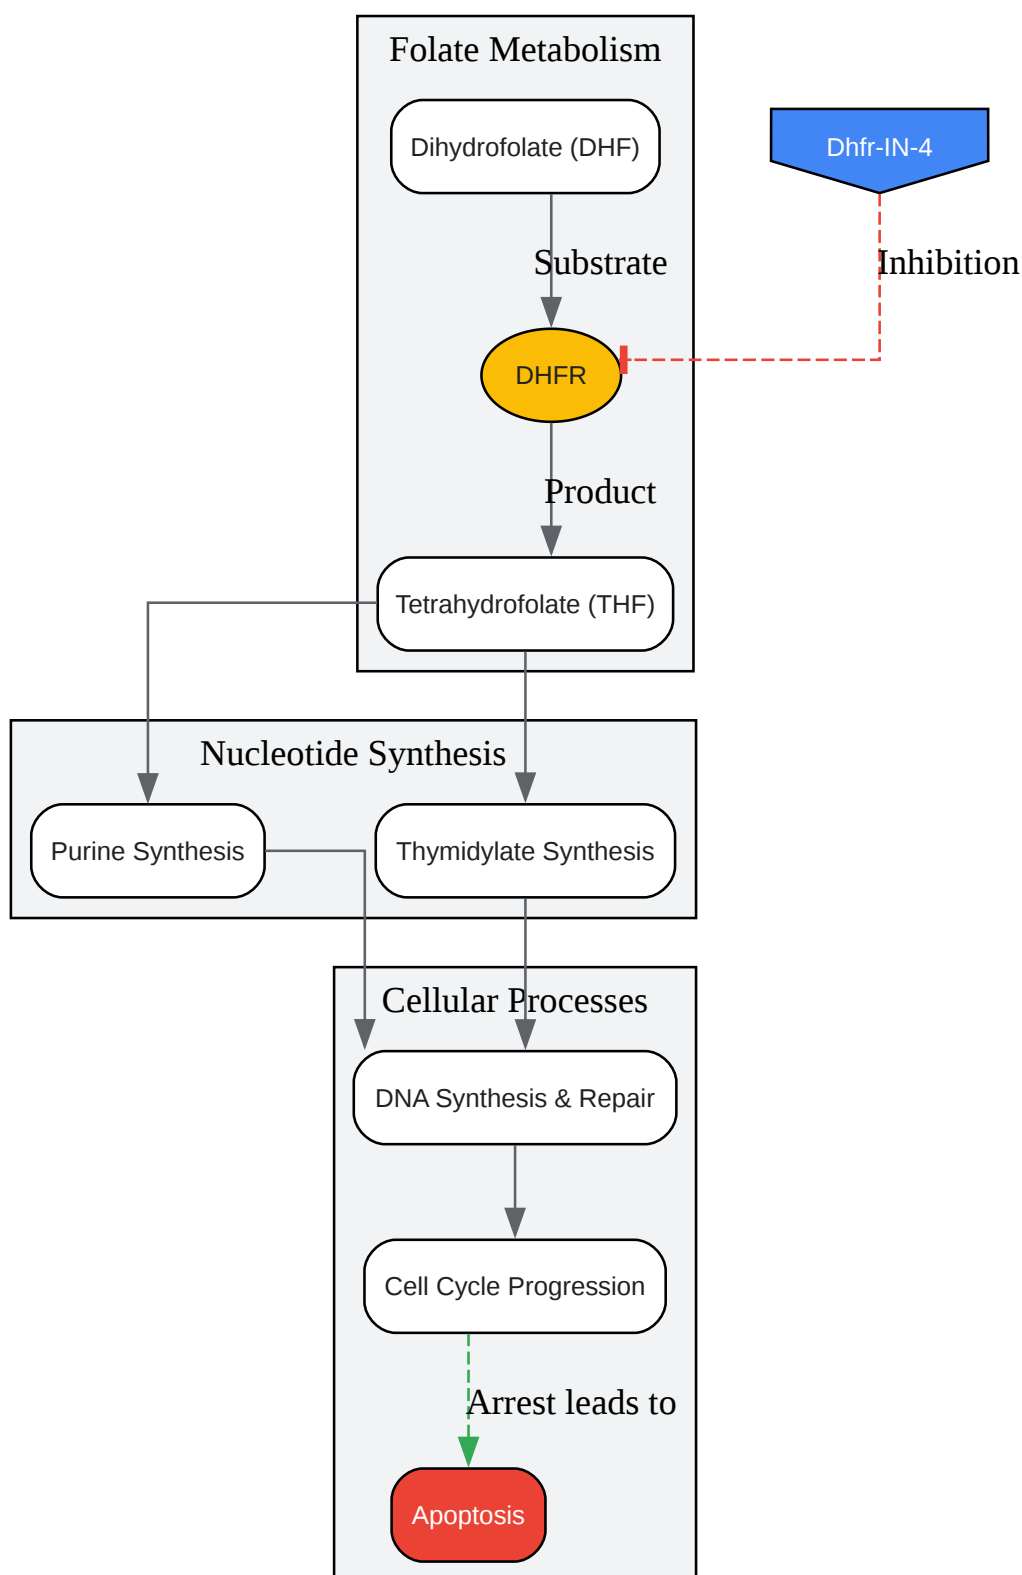 Folate Metabolism
Dihydrofolate (DHF)
Dhfr-IN-4
Substrate
Inhibition
DHFR
Product
Tetrahydrofolate (THF)
Nucleotide Synthesis
Purine Synthesis
Thymidylate Synthesis
Cellular Processes
DNA Synthesis & Repair
Cell Cycle Progression
Arrest leads to
Apoptosis